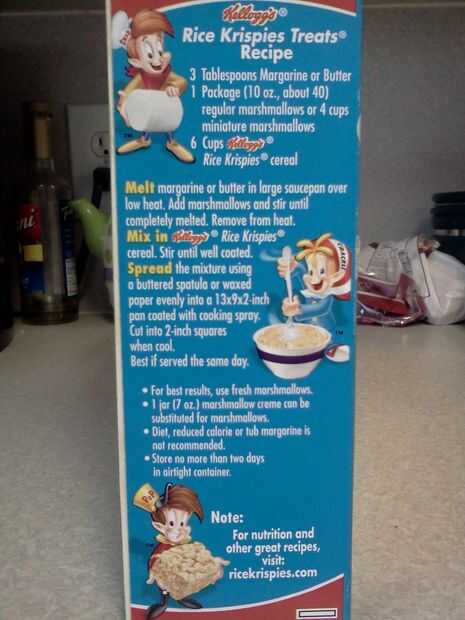 Kellogg's®
Rice Krispies Treats®
Recipe
3 Tablespoons Margarine or Butter
1 Package (10 oz., about 40)
regular marshmallows or 4 cups
miniature marshmallows
6 Cups Kellogg's®
Rice Krispies® cereal
TM
Melt margarine or butter in large saucepan over
low heat. Add marshmallows and stir until
completely melted. Remove from heat.
Mix in Kellogg's® Rice Krispies®
cereal. Stir until well coated.
Spread the mixture using
a buttered spatula or waxed
paper evenly into a 13x9x2-inch
pan coated with cooking spray.
Cut into 2-inch squares
when cool.
Best if served the same day.
CRACKLE
TM
• For best results, use fresh marshmallows.
• 1 jar (7 oz.) marshmallow creme can be
substituted for marshmallows.
• Diet, reduced calorie or tub margarine is
not recommended.
• Store no more than two days
in airtight container.
POP
Note:
For nutrition and
other great recipes,
visit:
ricekrispies.com